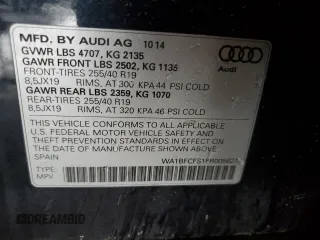 MFD. BY AUDI AG 10 14
GVWR LBS 4707, KG 2135
GAWR FRONT LBS 2502, KG 1135
FRONT-TIRES 255/40 R19
8,5JX19 RIMS, AT 300 KPA 44 PSI COLD
GAWR REAR LBS 2359, KG 1070
REAR-TIRES 255/40 R19
8,5JX19 RIMS, AT 320 KPA 46 PSI COLD
Audi
THIS VEHICLE CONFORMS TO ALL APPLICABLE
FEDERAL MOTOR VEHICLE SAFETY, BUMPER, AND
THEFT PREVENTION STANDARDS IN EFFECT ON
THE DATE OF MANUFACTURE SHOWN ABOVE.
SPAIN
DREAMBID